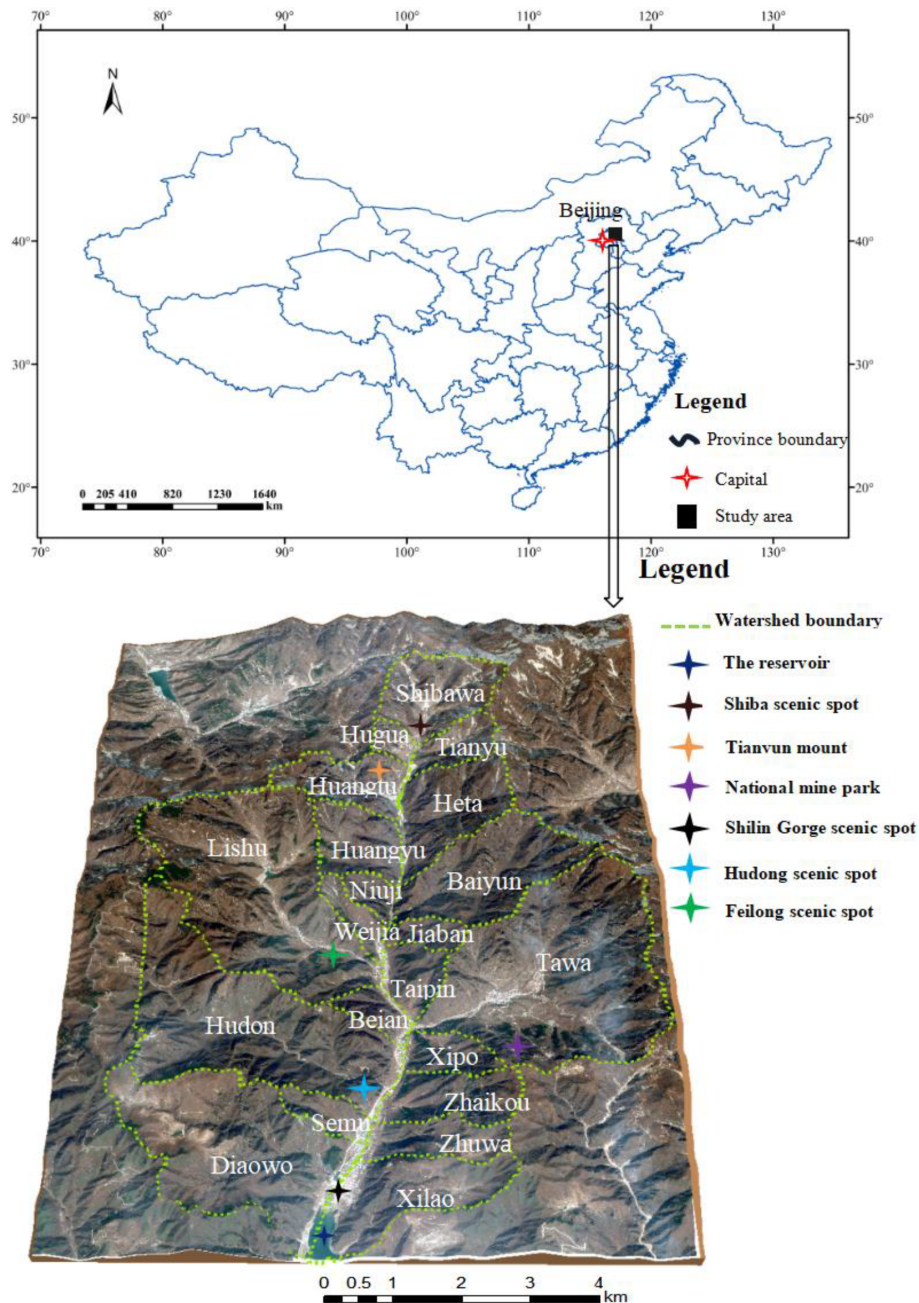 70° 80° 90° 100° 110° 120° 130°
N
50° 50°
Beijing
40° 40°
30° 30°
Legend
Province boundary
Capital
Study area
20° 20°
0 205 410 820 1230 1640
km
70° 80° 90° 100° 110° 120° 130°
Legend
Watershed boundary
The reservoir
Shiba scenic spot
Tianvun mount
National mine park
Shilin Gorge scenic spot
Hudong scenic spot
Feilong scenic spot
Shibawa
Hugua
Tianyu
Huangtu
Heta
Lishu
Huangyu
Baiyun
Niuji
Weijia
Jiaban
Tawa
Taipin
Beian
Hudon
Xipo
Zhaikou
Semn
Zhuwa
Diaowo
Xilao
0 0.5 1 2 3 4
km